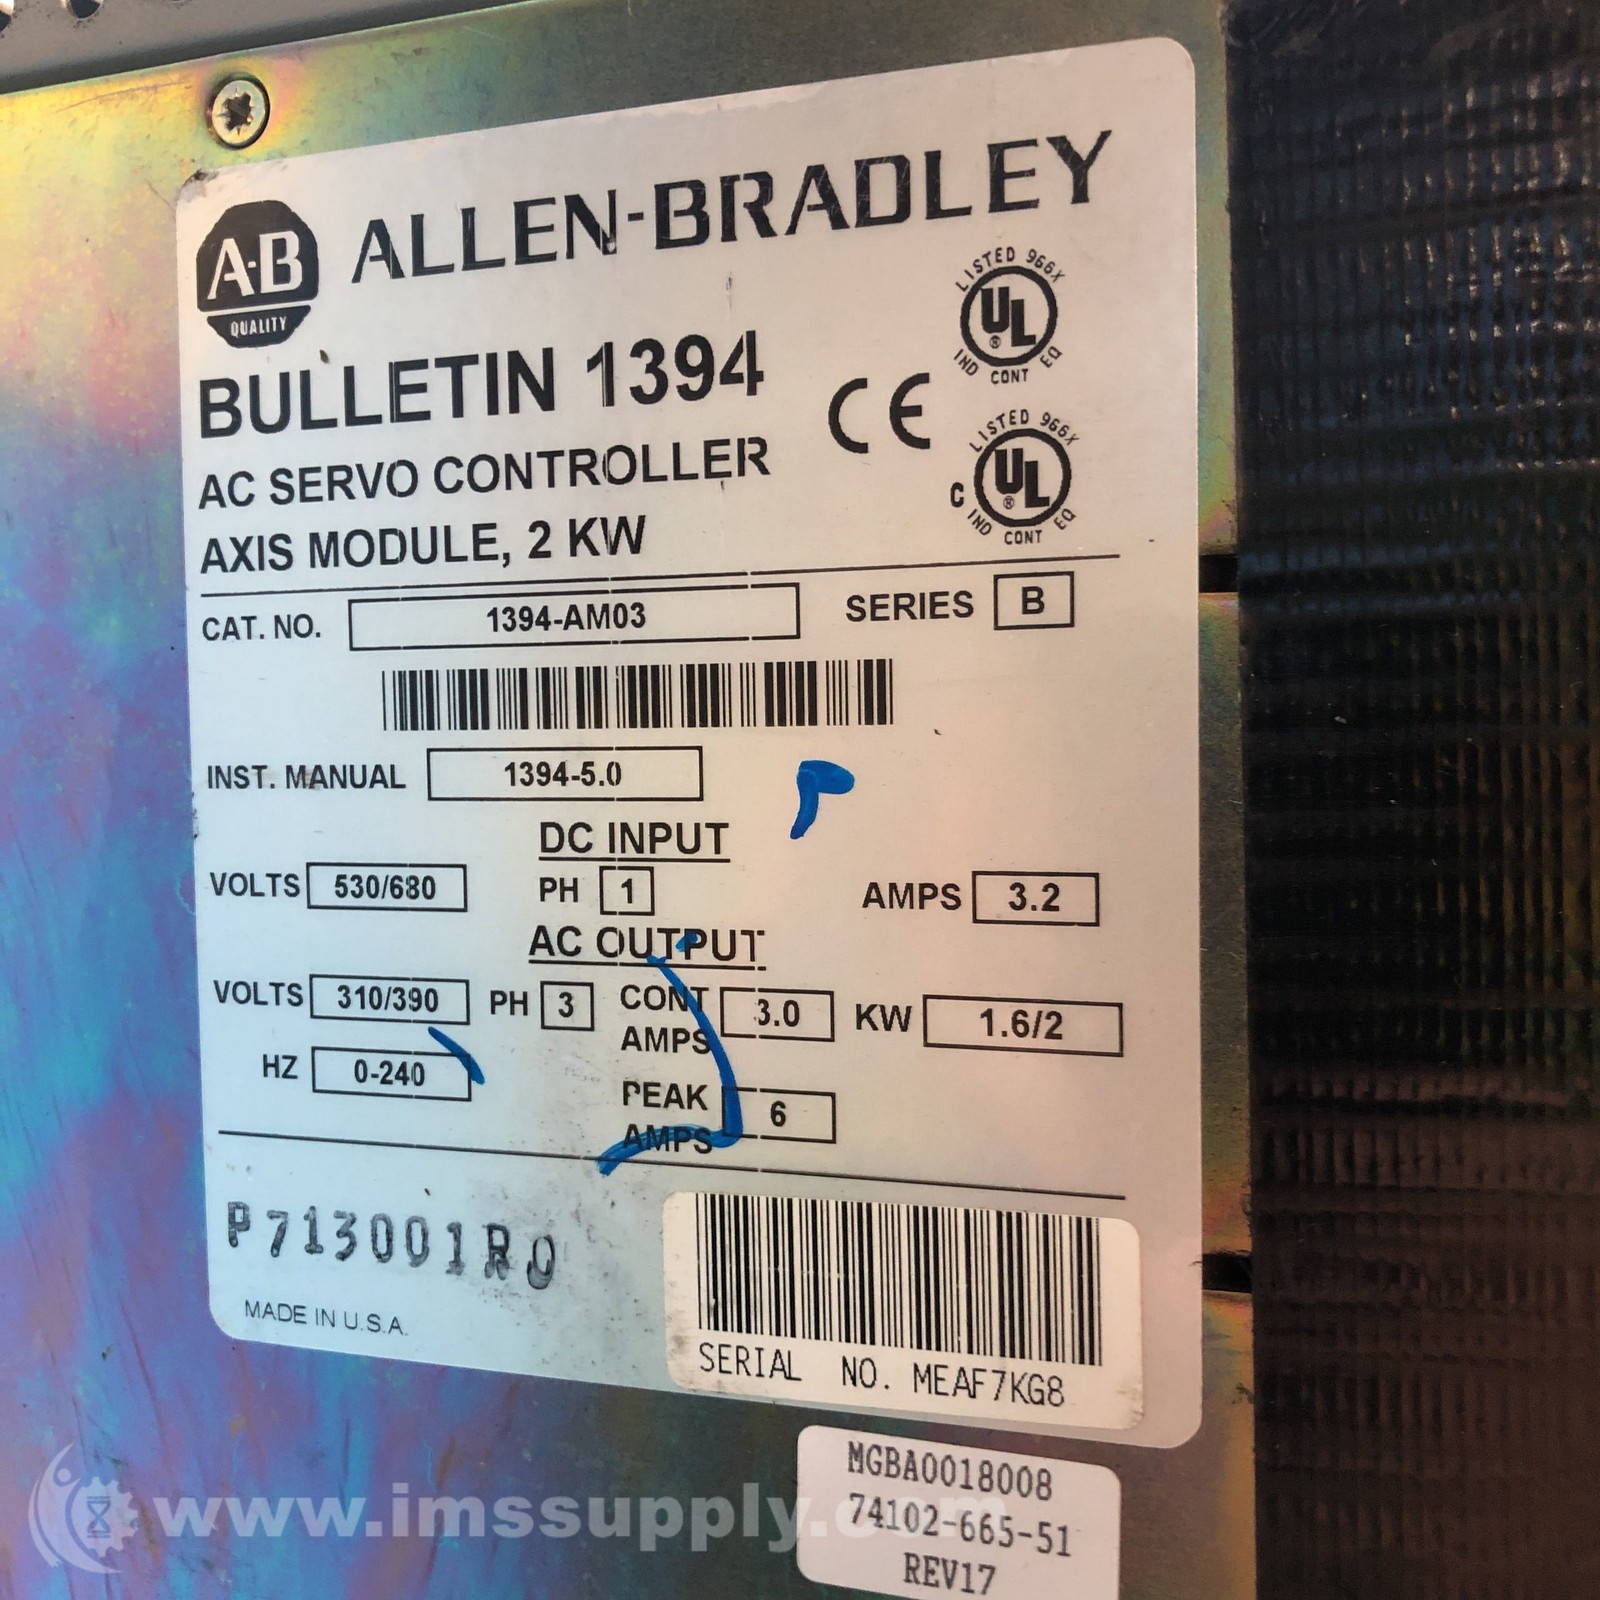 A-B QUALITY ALLEN-BRADLEY
BULLETIN 1394
AC SERVO CONTROLLER
AXIS MODULE, 2 KW
CE
LISTED 966X
UL ®
IND CONT EQ
LISTED 966X
C UL ®
IND CONT EQ
CAT. NO. 1394-AM03 SERIES B
INST. MANUAL 1394-5.0
DC INPUT
VOLTS 530/680 PH 1 AMPS 3.2
AC OUTPUT
VOLTS 310/390 PH 3 CONT AMPS 3.0 KW 1.6/2
HZ 0-240 PEAK AMPS 6
P713001R0
MADE IN U.S.A.
SERIAL NO. MEAF7KG8
MGBA0018008
74102-665-51
REV17
www.imssupply.com